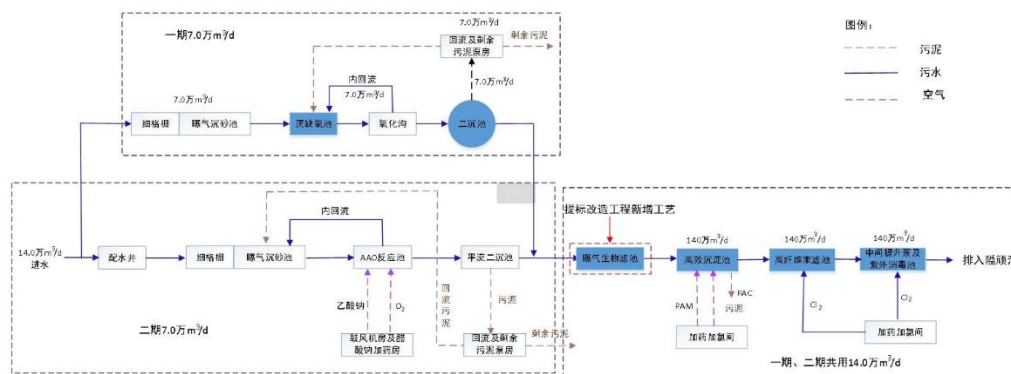 一期7.0万m³/d
7.0万m³/d
回流及剩余
污泥泵房
剩余污泥
7.0万m³/d
内回流
7.0万m³/d
7.0万m³/d
细格栅
曝气沉砂池
厌缺氧池
氧化沟
二沉池
图例：
污泥
污水
空气
14.0万m³/d
进水
配水井
细格栅
曝气沉砂池
内回流
AAO反应池
平流二沉池
乙酸钠
O₂
回流污泥
污泥
鼓风机房及醋
酸钠加药房
回流及剩余
污泥泵房
剩余污泥
二期7.0万m³/d
提标改造工程新增工艺
曝气生物滤池
140万m³/d
高效沉淀池
140万m³/d
高纤维束滤池
140万m³/d
中间提升泵及
紫外消毒池
排入隘顽
PAM
PAC
污泥
Cl₂
Cl₂
加药加氯间
加药加氯间
一期、二期共用14.0万m³/d